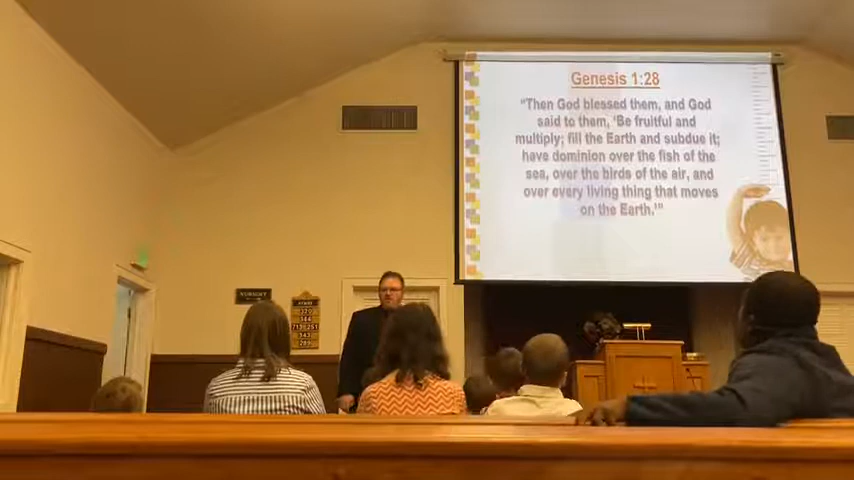 Genesis 1:28
"Then God blessed them, and God
said to them, 'Be fruitful and
multiply; fill the Earth and subdue it;
have dominion over the fish of the
sea, over the birds of the air, and
over every living thing that moves
on the Earth.'"
NURSERY